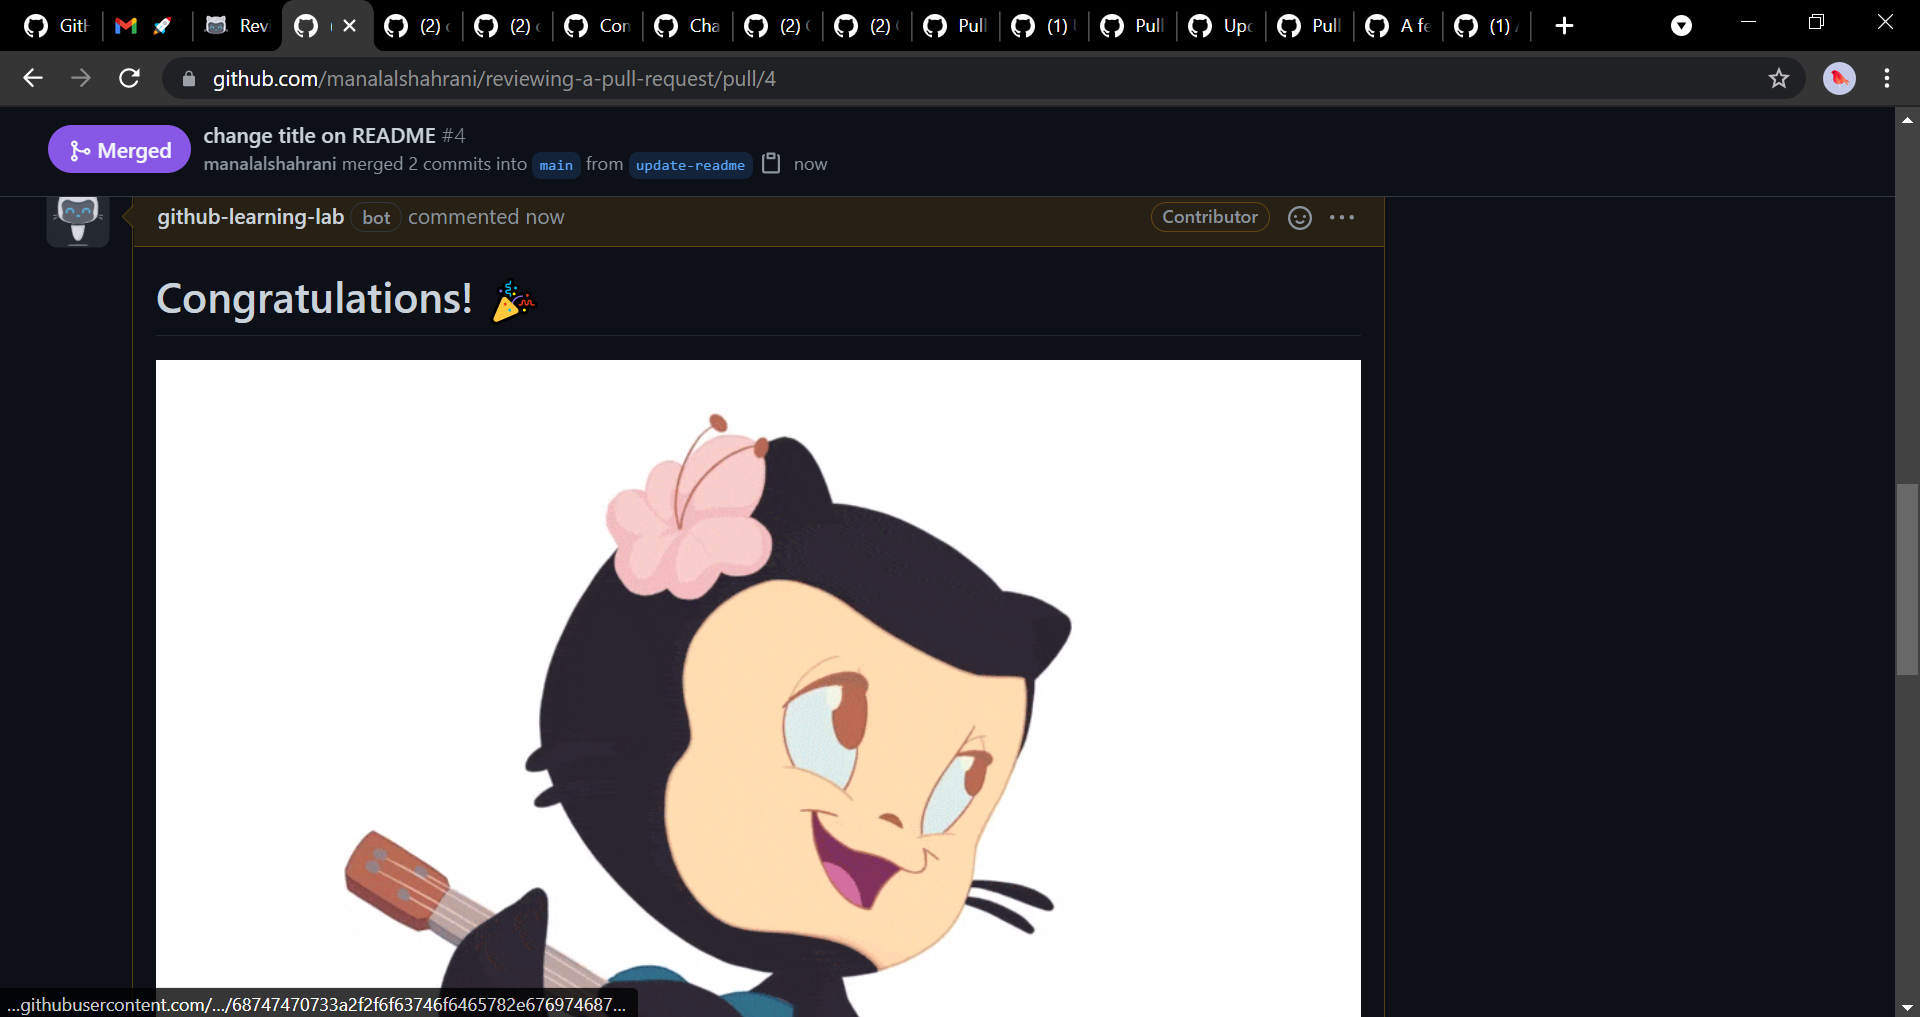 Git
Rev
(2)
(2)
Con
Cha
(2)
(2)
Pull
(1)
Pull
Upd
Pull
A fe
(1)
github.com/manalalshahrani/reviewing-a-pull-request/pull/4
Merged
change title on README #4
manalalshahrani merged 2 commits into main from update-readme now
github-learning-lab bot commented now
Contributor
Congratulations! 🎉
...githubusercontent.com/.../68747470733a2f2f6f63746f6465782e676974687...